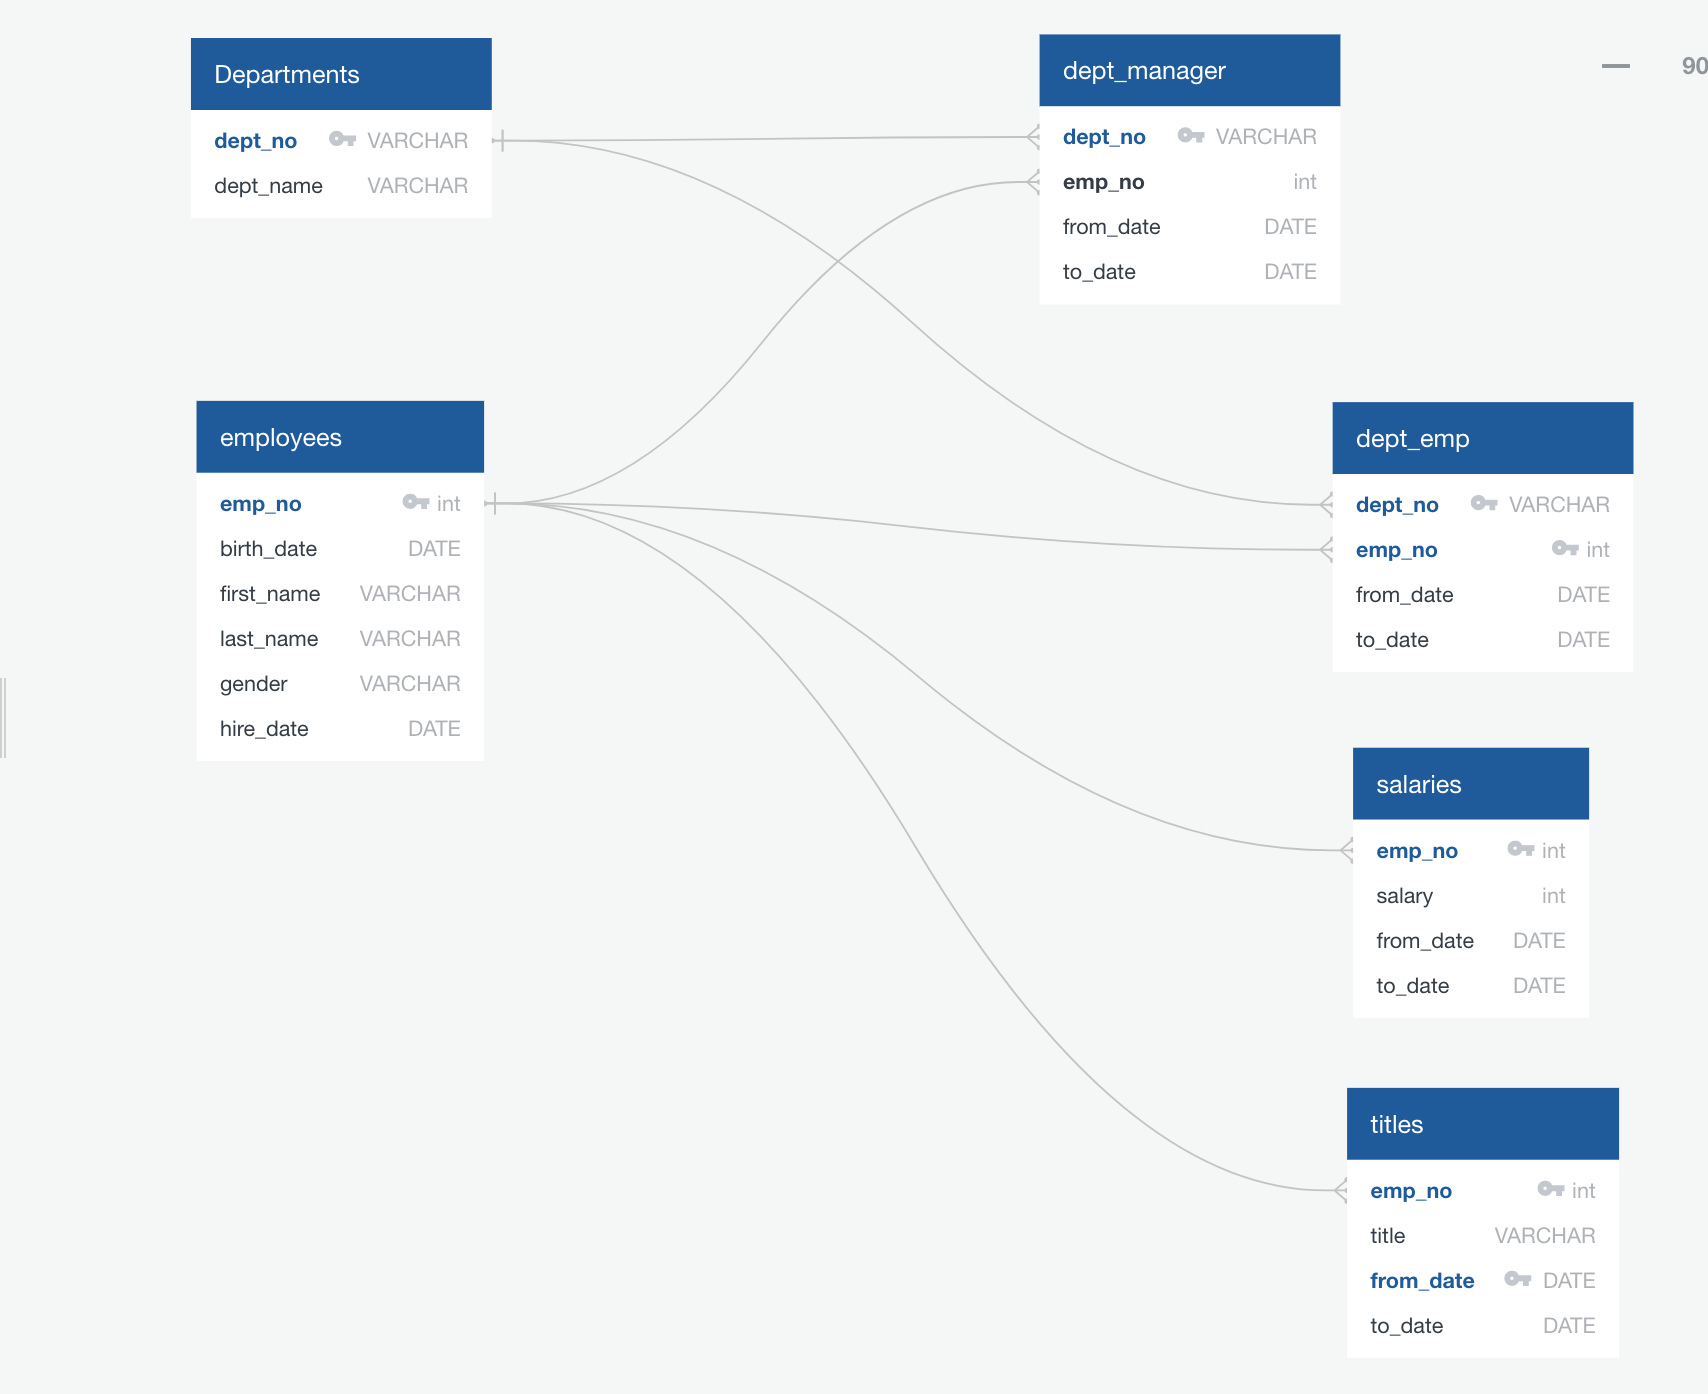 Departments
dept_no VARCHAR
dept_name VARCHAR
dept_manager
dept_no VARCHAR
emp_no int
from_date DATE
to_date DATE
90
employees
emp_no int
birth_date DATE
first_name VARCHAR
last_name VARCHAR
gender VARCHAR
hire_date DATE
dept_emp
dept_no VARCHAR
emp_no int
from_date DATE
to_date DATE
salaries
emp_no int
salary int
from_date DATE
to_date DATE
titles
emp_no int
title VARCHAR
from_date DATE
to_date DATE